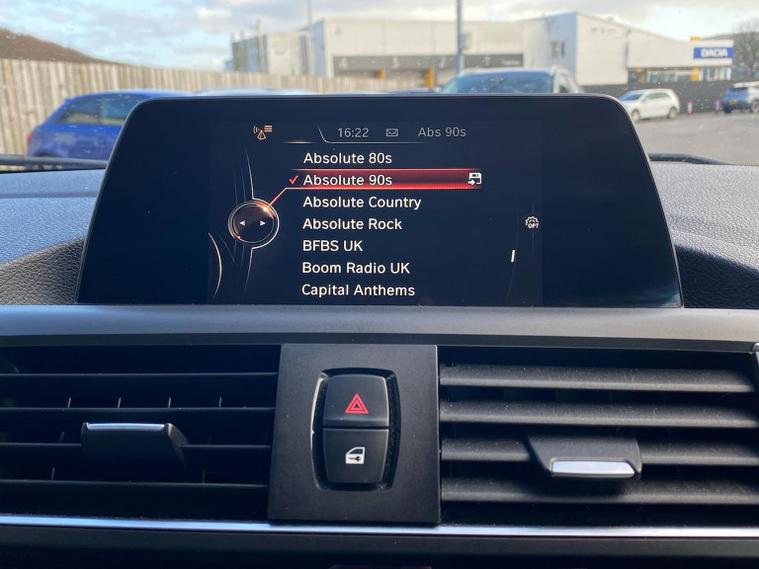 DACIA
16:22 Abs 90s
Absolute 80s
Absolute 90s
Absolute Country
Absolute Rock
OPT
BFBS UK
Boom Radio UK
Capital Anthems